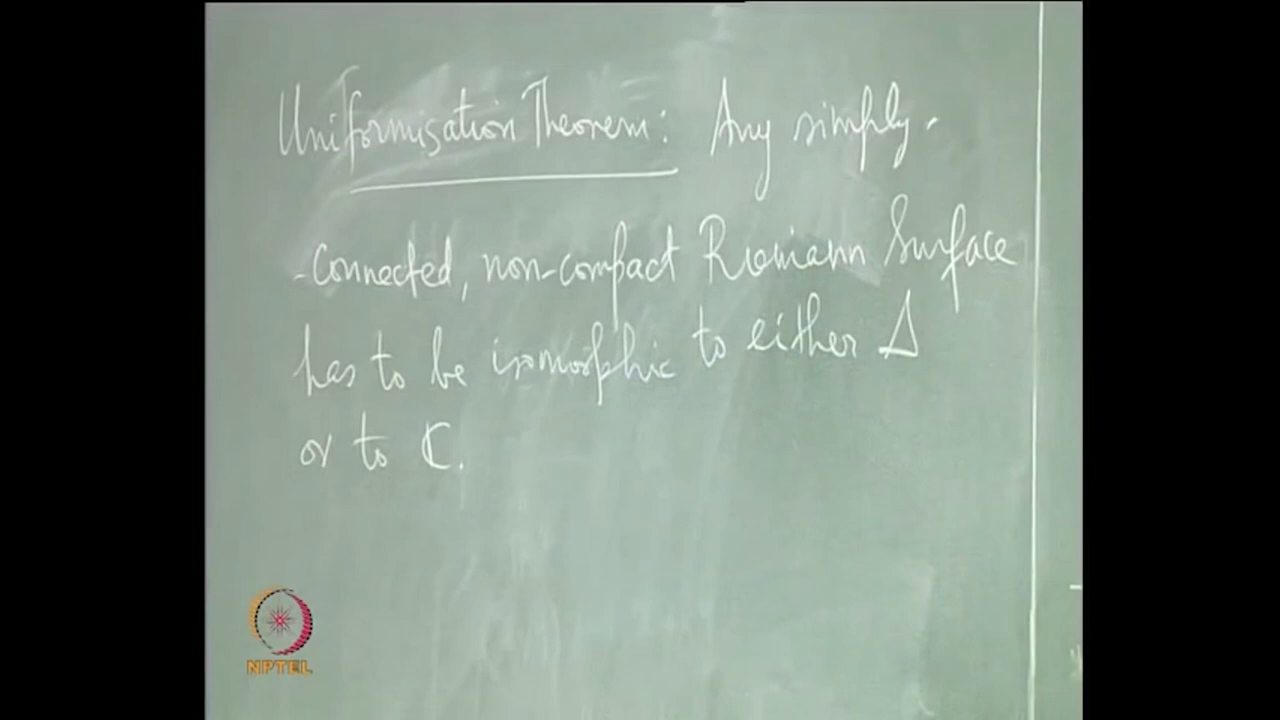 Uniformisation Theorem: Any simply-
-connected, non-compact Riemann Surface
has to be isomorphic to either Δ
or to ℂ.
NPTEL